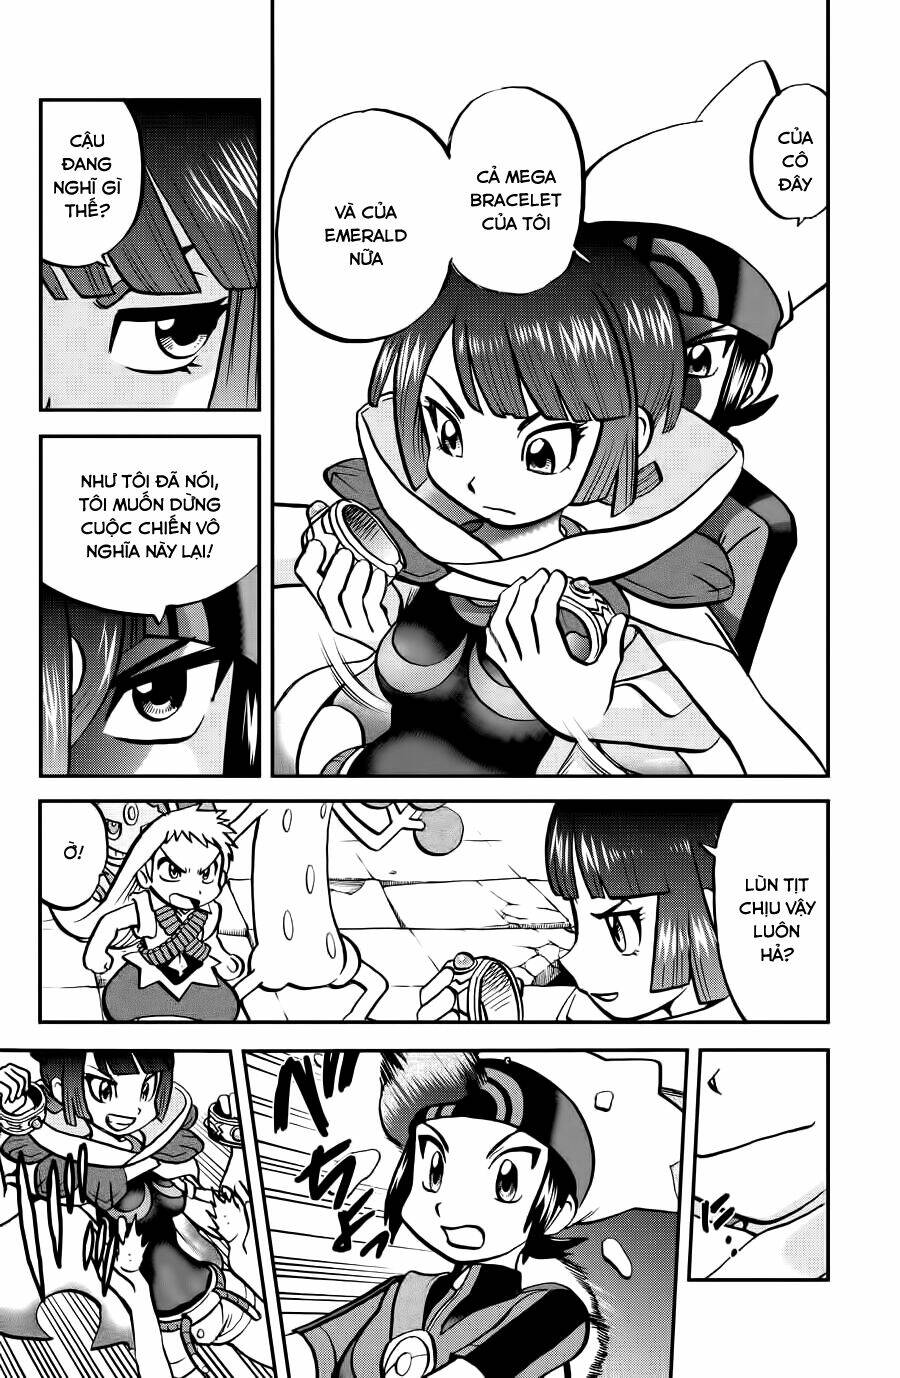 CỦA
CÔ
ĐÂY
CẢ MEGA
BRACELET
CỦA TÔI
VÀ CỦA
EMERALD
NỮA
CẬU
ĐANG
NGHĨ GÌ
THẾ?
NHƯ TÔI ĐÃ NÓI,
TÔI MUỐN DỪNG
CUỘC CHIẾN VÔ
NGHĨA NÀY LẠI!
LÙN TỊT
CHỊU VẬY
LUÔN
HẢ?
Ờ!